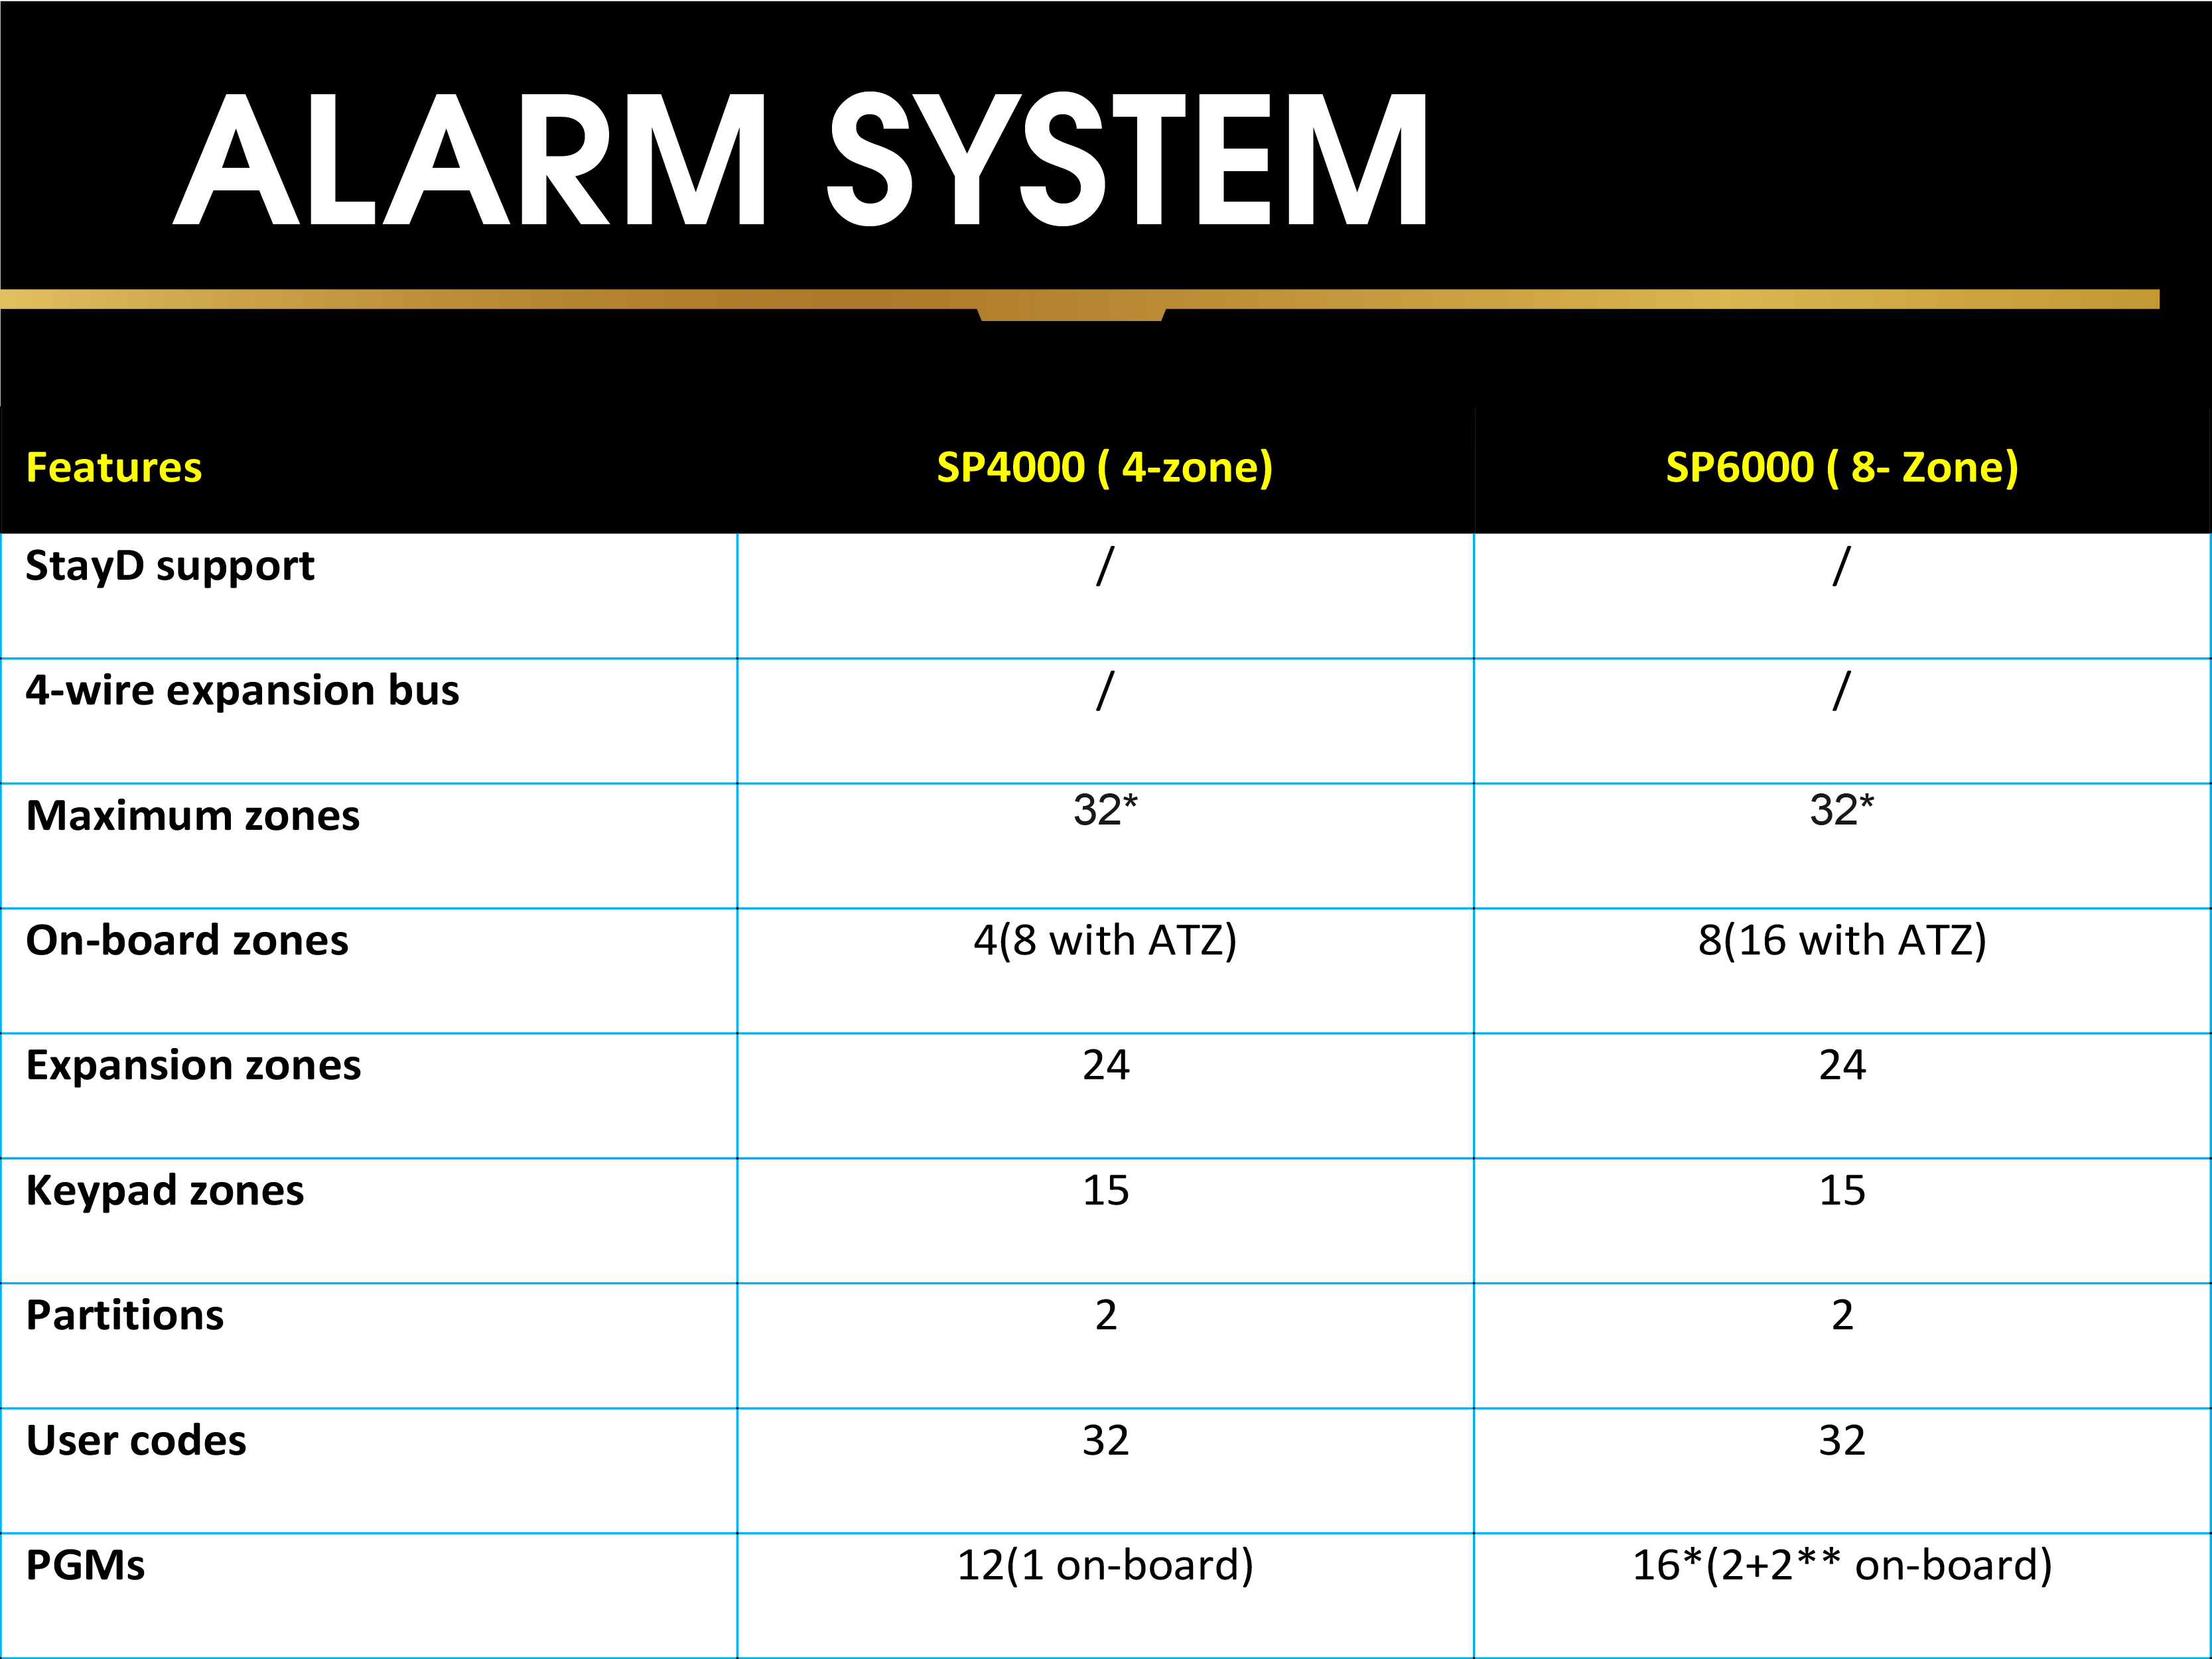 ALARM SYSTEM
Features SP4000 ( 4-zone) SP6000 ( 8- Zone)
StayD support / /
4-wire expansion bus / /
Maximum zones 32* 32*
On-board zones 4(8 with ATZ) 8(16 with ATZ)
Expansion zones 24 24
Keypad zones 15 15
Partitions 2 2
User codes 32 32
PGMs 12(1 on-board) 16*(2+2** on-board)